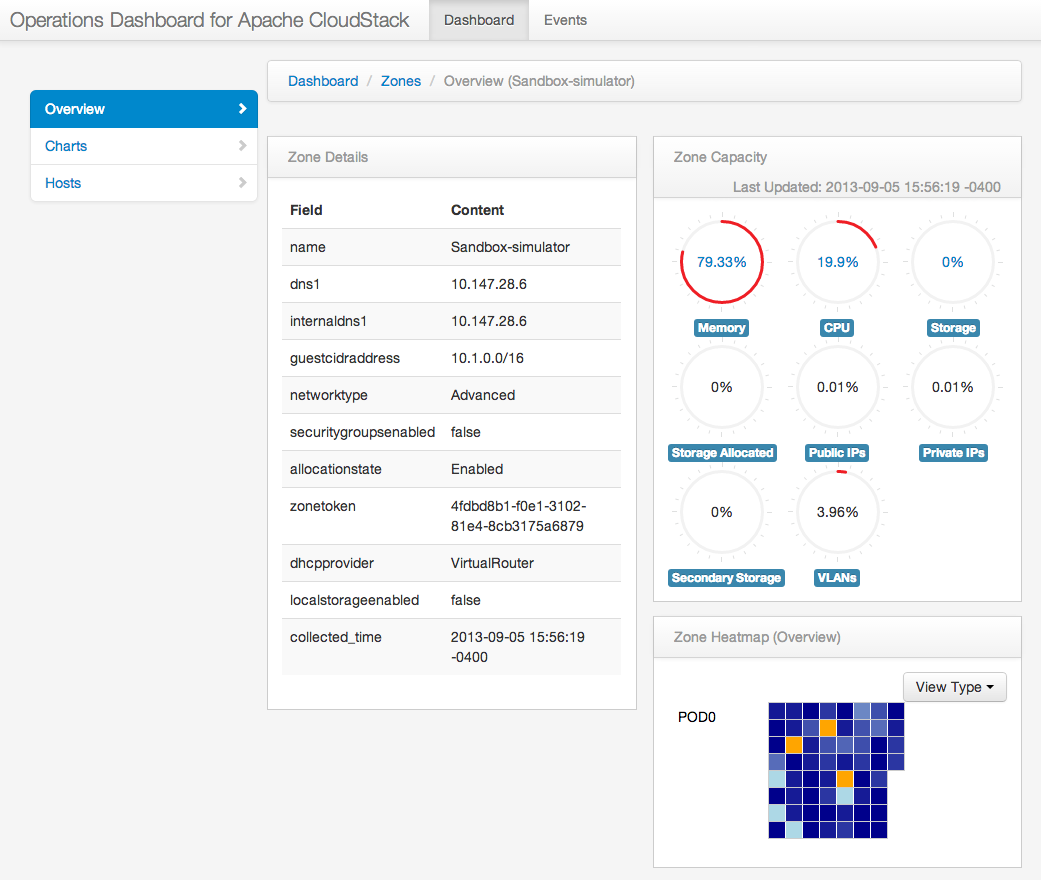 Operations Dashboard for Apache CloudStack Dashboard Events
Dashboard / Zones / Overview (Sandbox-simulator)
Overview
Charts
Hosts
Zone Details
Field Content
name Sandbox-simulator
dns1 10.147.28.6
internaldns1 10.147.28.6
guestcidraddress 10.1.0.0/16
networktype Advanced
securitygroupsenabled false
allocationstate Enabled
zonetoken 4fdbd8b1-f0e1-3102-
81e4-8cb3175a6879
dhcpprovider VirtualRouter
localstorageenabled false
collected_time 2013-09-05 15:56:19
-0400
Zone Capacity
Last Updated: 2013-09-05 15:56:19 -0400
79.33% 19.9% 0%
Memory CPU Storage
0% 0.01% 0.01%
Storage Allocated Public IPs Private IPs
0% 3.96%
Secondary Storage VLANs
Zone Heatmap (Overview)
View Type
POD0